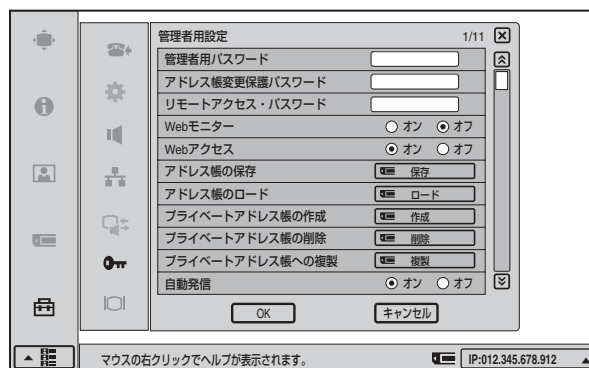 管理者用設定 1/11
管理者用パスワード
アドレス帳変更保護パスワード
リモートアクセス・パスワード
Webモニター オン オフ
Webアクセス オン オフ
アドレス帳の保存 保存
アドレス帳のロード ロード
プライベートアドレス帳の作成 作成
プライベートアドレス帳の削除 削除
プライベートアドレス帳への複製 複製
自動発信 オン オフ
OK キャンセル
マウスの右クリックでヘルプが表示されます。 IP:012.345.678.912